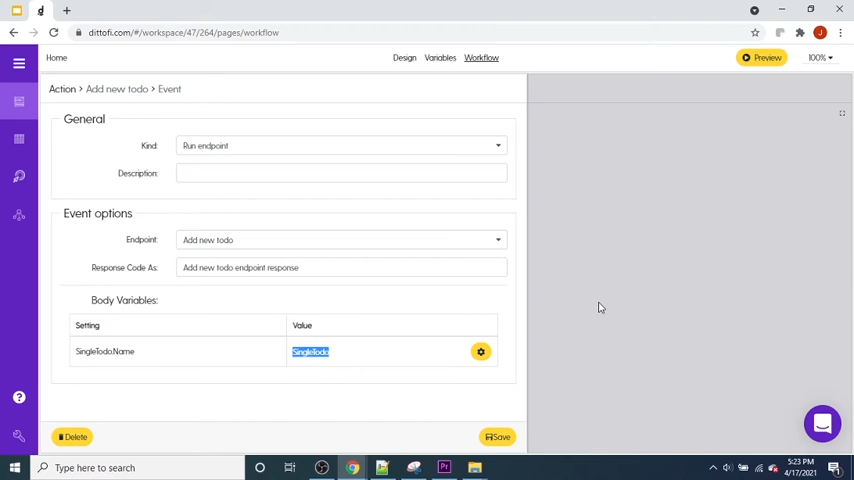 dittofi.com/#/workspace/47/264/pages/workflow
J
Home
Design
Variables
Workflow
Preview
100%
Action > Add new todo > Event
General
Kind:
Run endpoint
Description:
Event options
Endpoint:
Add new todo
Response Code As:
Add new todo endpoint response
Body Variables:
Setting
Value
SingleTodo.Name
SingleTodo
?
Delete
Save
Type here to search
Pr
5:23 PM
4/17/2021